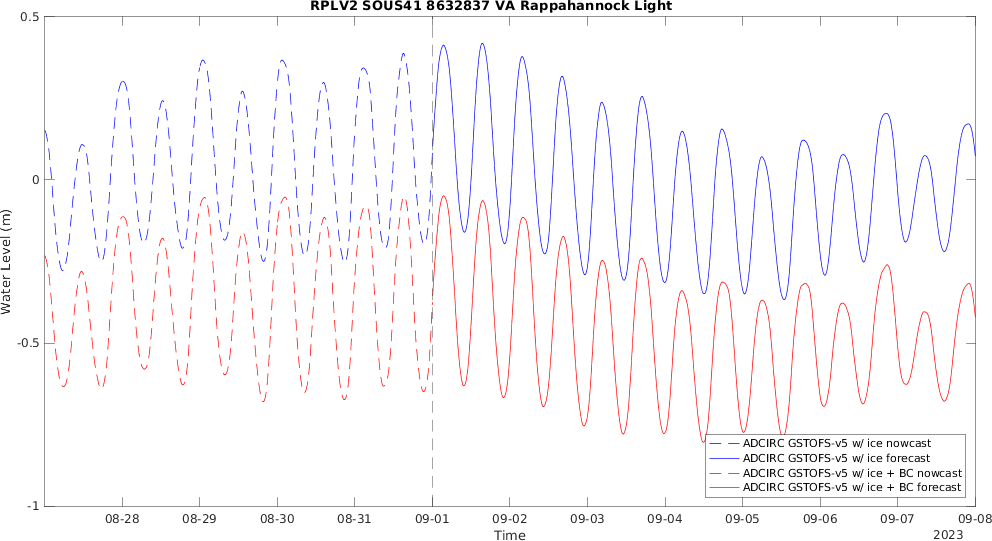 RPLV2 SOUS41 8632837 VA Rappahannock Light
0.5
0
-0.5
-1
Water Level (m)
ADCIRC GSTOFS-v5 w/ ice nowcast
ADCIRC GSTOFS-v5 w/ ice forecast
ADCIRC GSTOFS-v5 w/ ice + BC nowcast
ADCIRC GSTOFS-v5 w/ ice + BC forecast
08-28 08-29 08-30 08-31 09-01 09-02 09-03 09-04 09-05 09-06 09-07 09-08
Time
2023